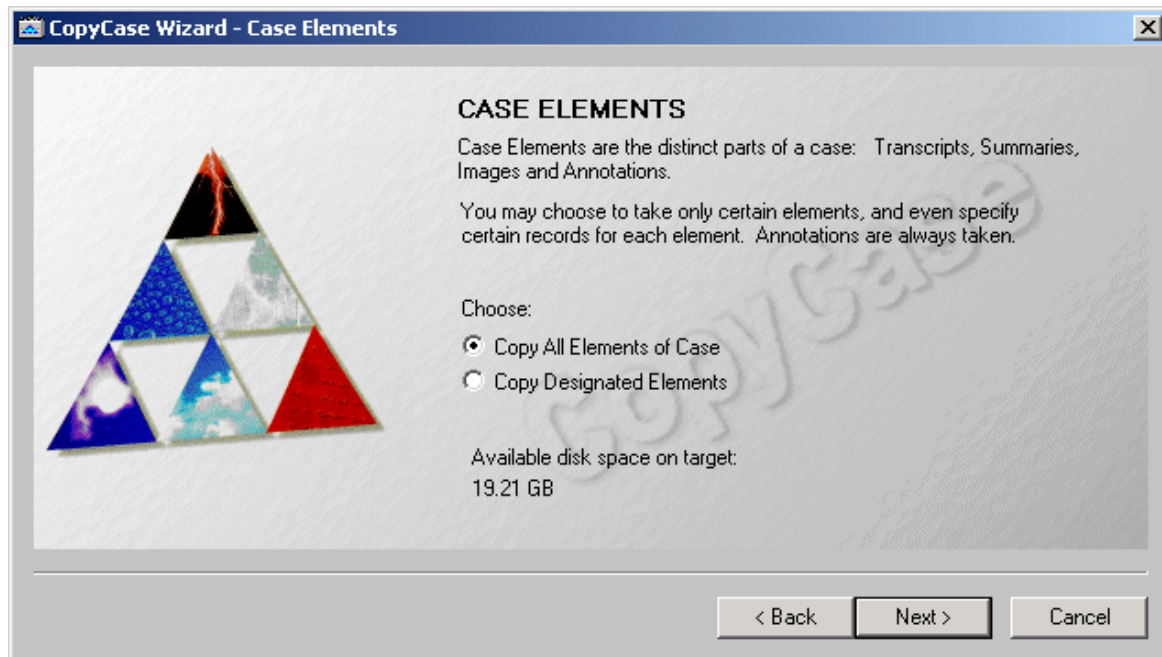 CopyCase Wizard - Case Elements
CASE ELEMENTS
Case Elements are the distinct parts of a case: Transcripts, Summaries,
Images and Annotations.
You may choose to take only certain elements, and even specify
certain records for each element. Annotations are always taken.
Choose:
Copy All Elements of Case
Copy Designated Elements
CopyCase
Available disk space on target:
19.21 GB
< Back
Next >
Cancel